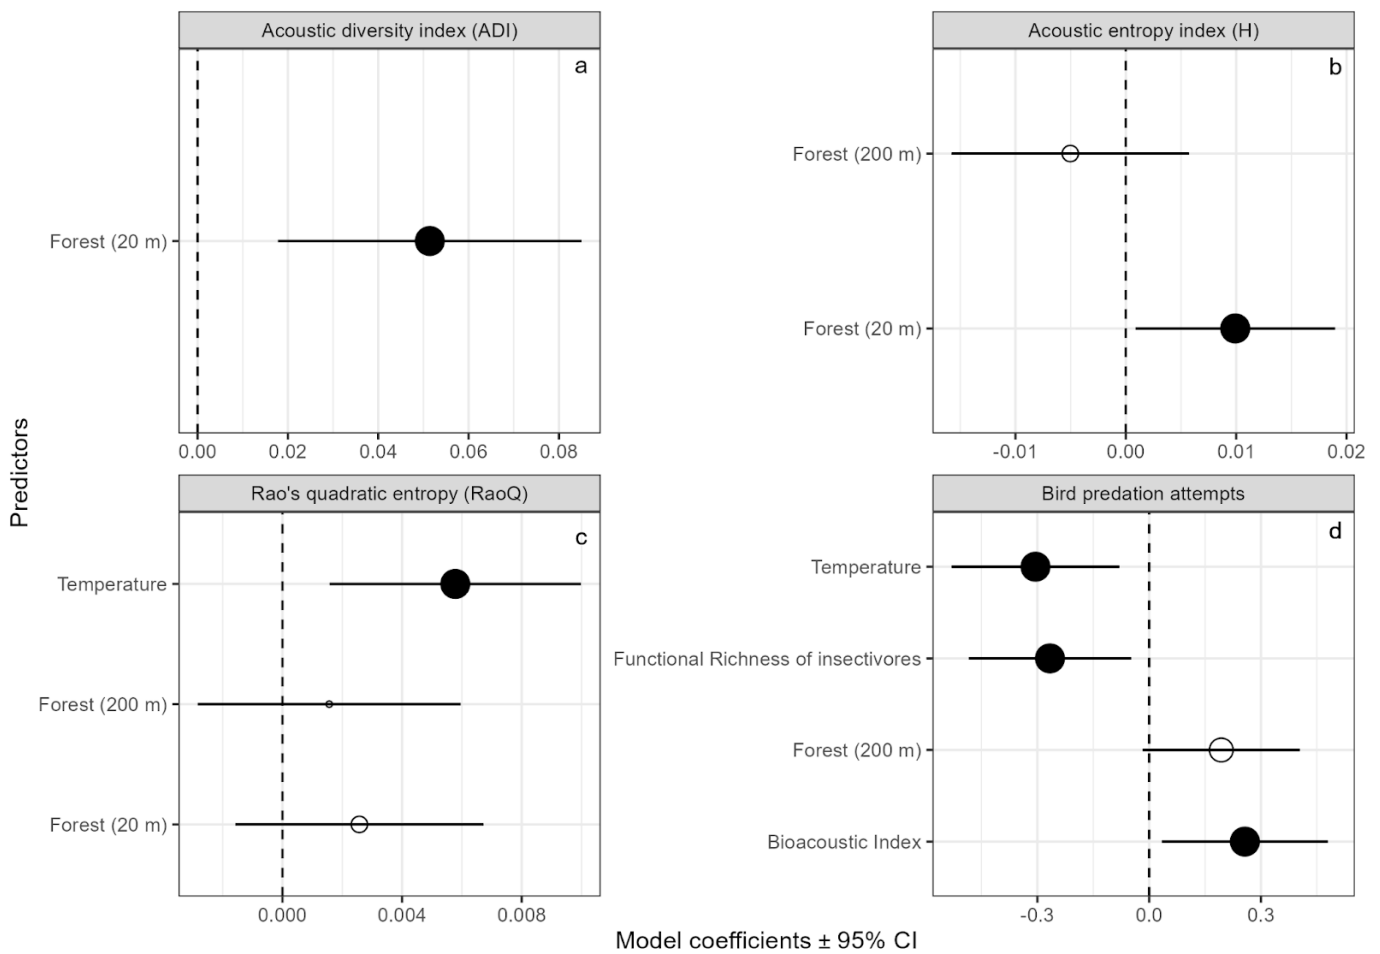 Acoustic diversity index (ADI)
a
Forest (20 m)
0.00 0.02 0.04 0.06 0.08
Acoustic entropy index (H)
b
Forest (200 m)
Forest (20 m)
-0.01 0.00 0.01 0.02
Predictors
Rao's quadratic entropy (RaoQ)
c
Temperature
Forest (200 m)
Forest (20 m)
0.000 0.004 0.008
Bird predation attempts
d
Temperature
Functional Richness of insectivores
Forest (200 m)
Bioacoustic Index
-0.3 0.0 0.3
Model coefficients ± 95% CI